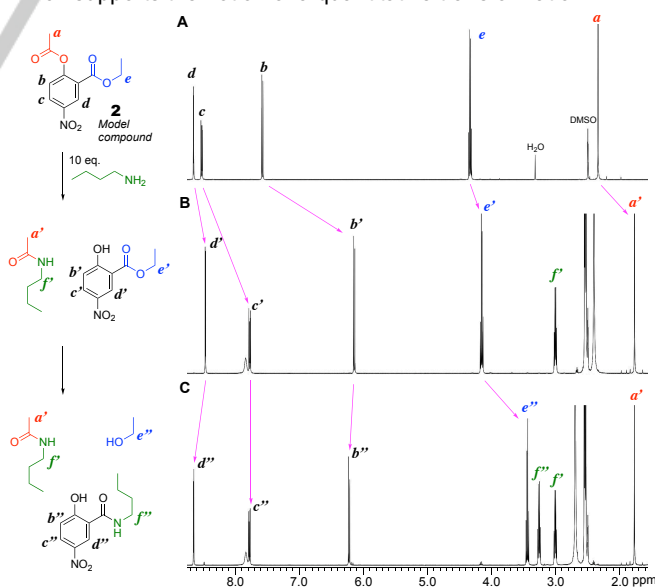 A
a
a
O
O
b
O
c
d
O
e
NO₂
2
Model
compound
d
c
b
e
H₂O
DMSO
a
10 eq.
NH₂
B
a'
O
NH
f'
OH
O
b'
O
e'
c'
d'
NO₂
d'
c'
b'
e'
f'
a'
C
a'
O
NH
f'
HO
e''
OH
O
b''
N
H
f''
c''
d''
NO₂
d''
c''
b''
e''
f''
f'
a'
8.0 7.0 6.0 5.0 4.0 3.0 2.0 ppm